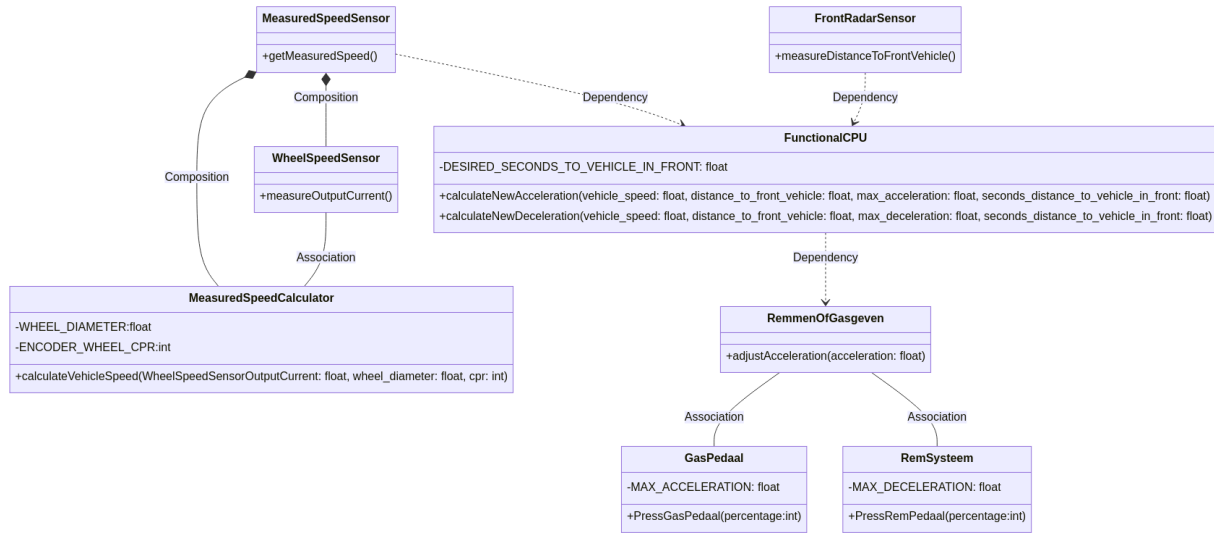 MeasuredSpeedSensor
+getMeasuredSpeed()
FrontRadarSensor
+measureDistanceToFrontVehicle()
Composition
Dependency
Dependency
FunctionalCPU
-DESIRED_SECONDS_TO_VEHICLE_IN_FRONT: float
+calculateNewAcceleration(vehicle_speed: float, distance_to_front_vehicle: float, max_acceleration: float, seconds_distance_to_vehicle_in_front: float)
+calculateNewDeceleration(vehicle_speed: float, distance_to_front_vehicle: float, max_deceleration: float, seconds_distance_to_vehicle_in_front: float)
WheelSpeedSensor
+measureOutputCurrent()
Composition
Association
Dependency
MeasuredSpeedCalculator
-WHEEL_DIAMETER:float
-ENCODER_WHEEL_CPR:int
+calculateVehicleSpeed(WheelSpeedSensorOutputCurrent: float, wheel_diameter: float, cpr: int)
RemmenOfGasgeven
+adjustAcceleration(acceleration: float)
Association
Association
GasPedaal
-MAX_ACCELERATION: float
+PressGasPedaal(percentage:int)
RemSysteem
-MAX_DECELERATION: float
+PressRemPedaal(percentage:int)